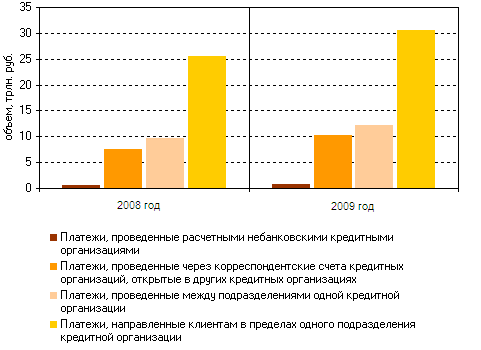 объем, трлн. руб.
35
30
25
20
15
10
5
0
2008 год
2009 год
Платежи, проведенные расчетными небанковскими кредитными
организациями
Платежи, проведенные через корреспондентские счета кредитных
организаций, открытые в других кредитных организациях
Платежи, проведенные между подразделениями одной кредитной
организации
Платежи, направленные клиентам в пределах одного подразделения
кредитной организации